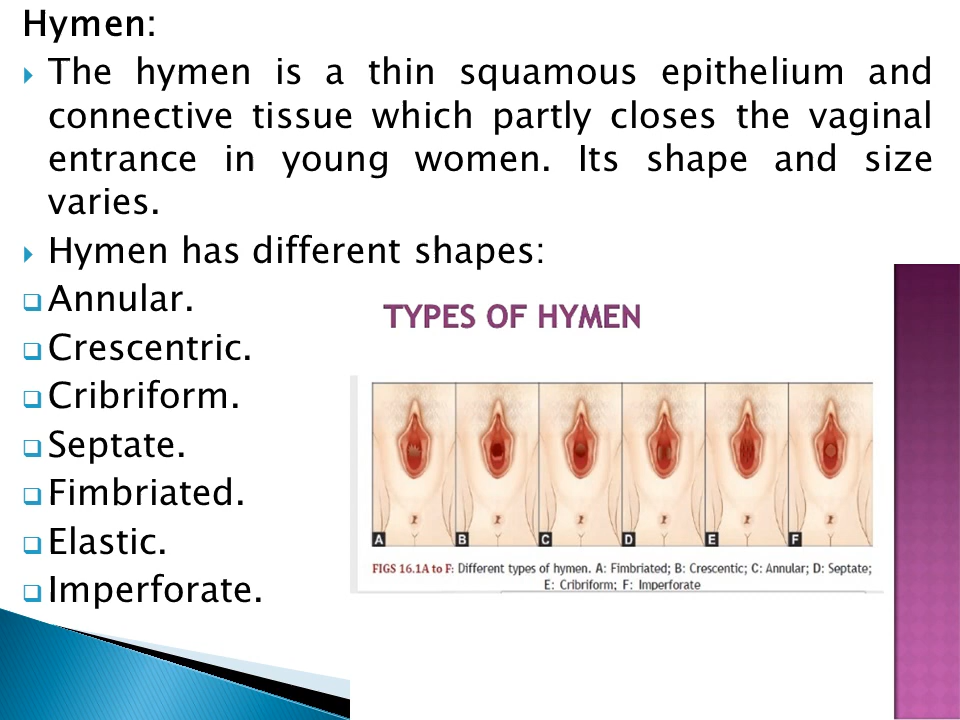 Hymen:
The hymen is a thin squamous epithelium and
connective tissue which partly closes the vaginal
entrance in young women. Its shape and size
varies.
Hymen has different shapes:
Annular.
Crescentric.
Cribriform.
Septate.
Fimbriated.
Elastic.
Imperforate.
TYPES OF HYMEN
A B C D E F
FIGS 16.1A to F: Different types of hymen. A: Fimbriated; B: Crescentic; C: Annular; D: Septate;
E: Cribriform; F: Imperforate